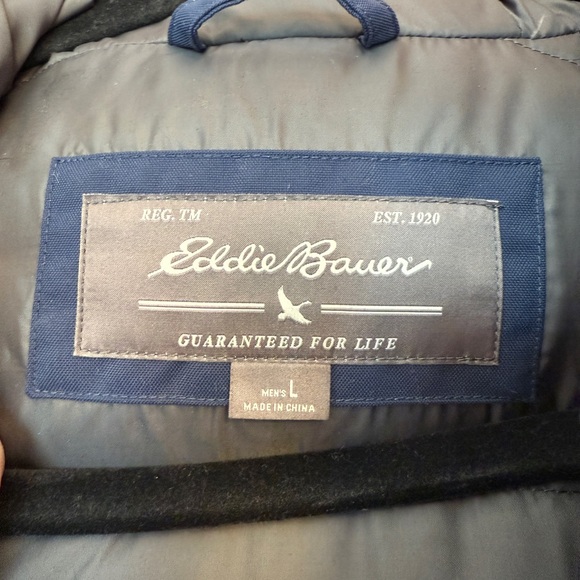 REG. TM EST. 1920
Eddie Bauer
GUARANTEED FOR LIFE
MEN'S L
MADE IN CHINA